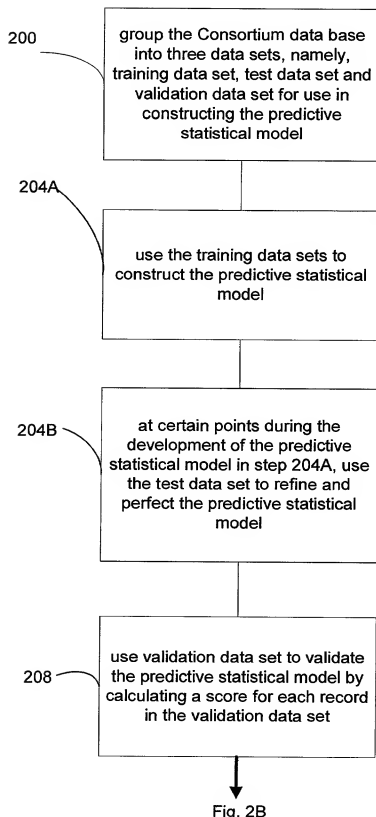 200
group the Consortium data base
into three data sets, namely,
training data set, test data set and
validation data set for use in
constructing the predictive
statistical model
204A
use the training data sets to
construct the predictive statistical
model
204B
at certain points during the
development of the predictive
statistical model in step 204A, use
the test data set to refine and
perfect the predictive statistical
model
208
use validation data set to validate
the predictive statistical model by
calculating a score for each record
in the validation data set
Fig. 2B